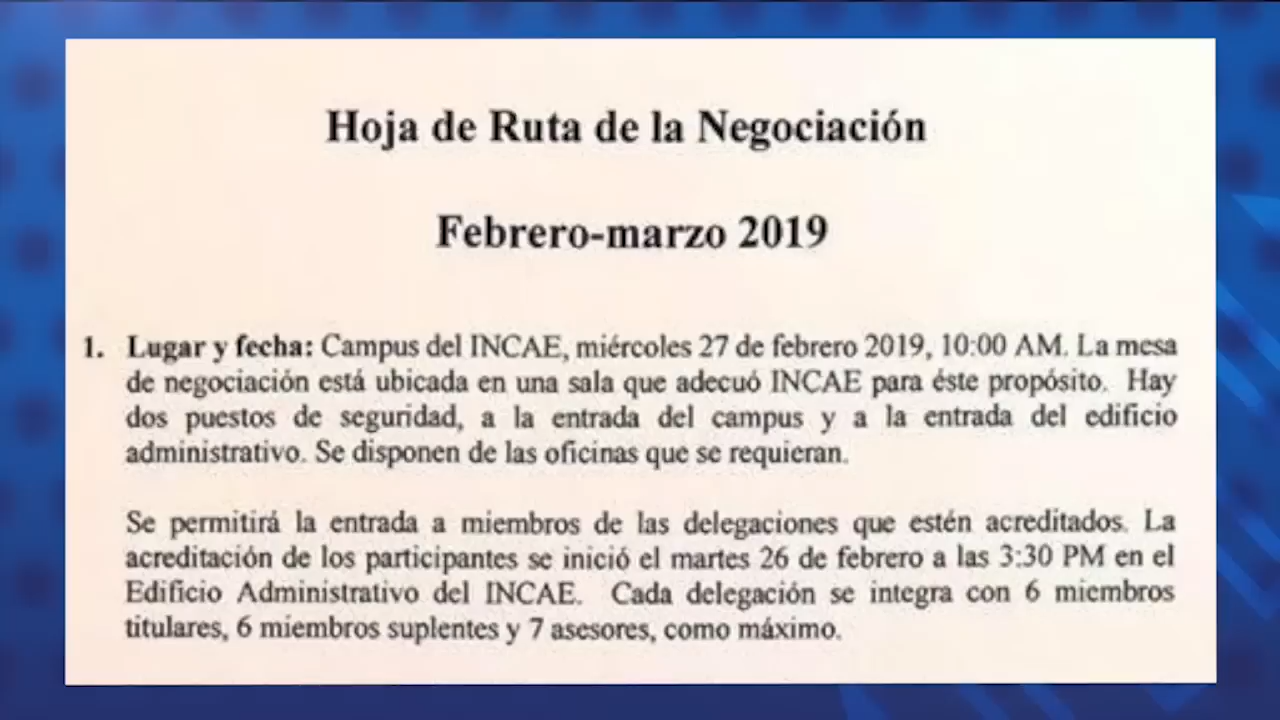 Hoja de Ruta de la Negociación
Febrero-marzo 2019
1. Lugar y fecha: Campus del INCAE, miércoles 27 de febrero 2019, 10:00 AM. La mesa
de negociación está ubicada en una sala que adecuó INCAE para éste propósito. Hay
dos puestos de seguridad, a la entrada del campus y a la entrada del edificio
administrativo. Se disponen de las oficinas que se requieran.
Se permitirá la entrada a miembros de las delegaciones que estén acreditados. La
acreditación de los participantes se inició el martes 26 de febrero a las 3:30 PM en el
Edificio Administrativo del INCAE. Cada delegación se integra con 6 miembros
titulares, 6 miembros suplentes y 7 asesores, como máximo.